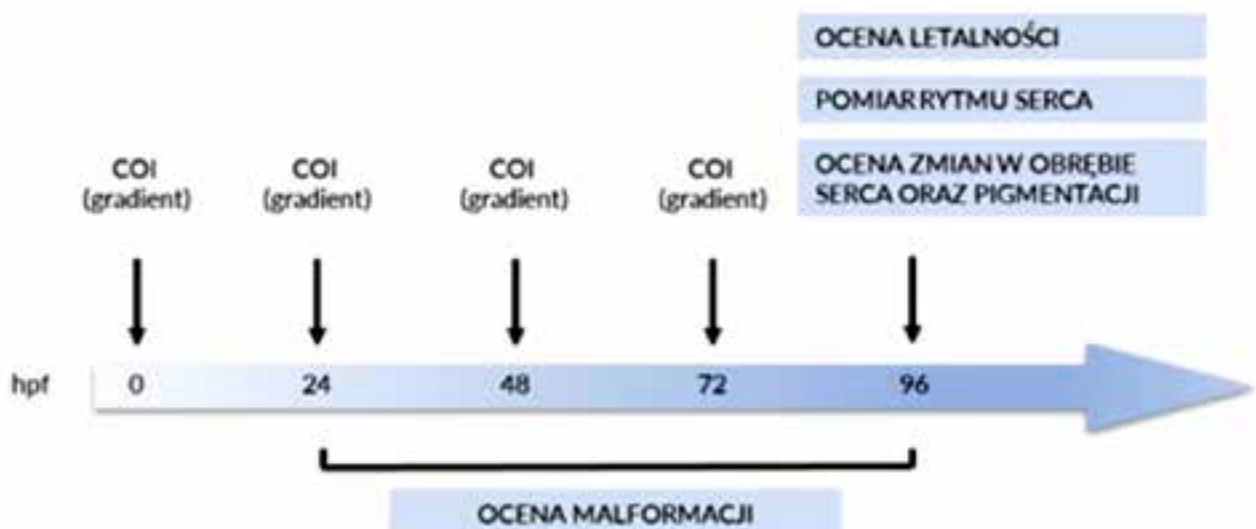 OCENA LETALNOŚCI
POMIAR RYTMU SERCA
OCENA ZMIAN W OBRĘBIE
SERCA ORAZ PIGMENTACJI
COI
(gradient)
COI
(gradient)
COI
(gradient)
COI
(gradient)
hpf 0 24 48 72 96
OCENA MALFORMACJI